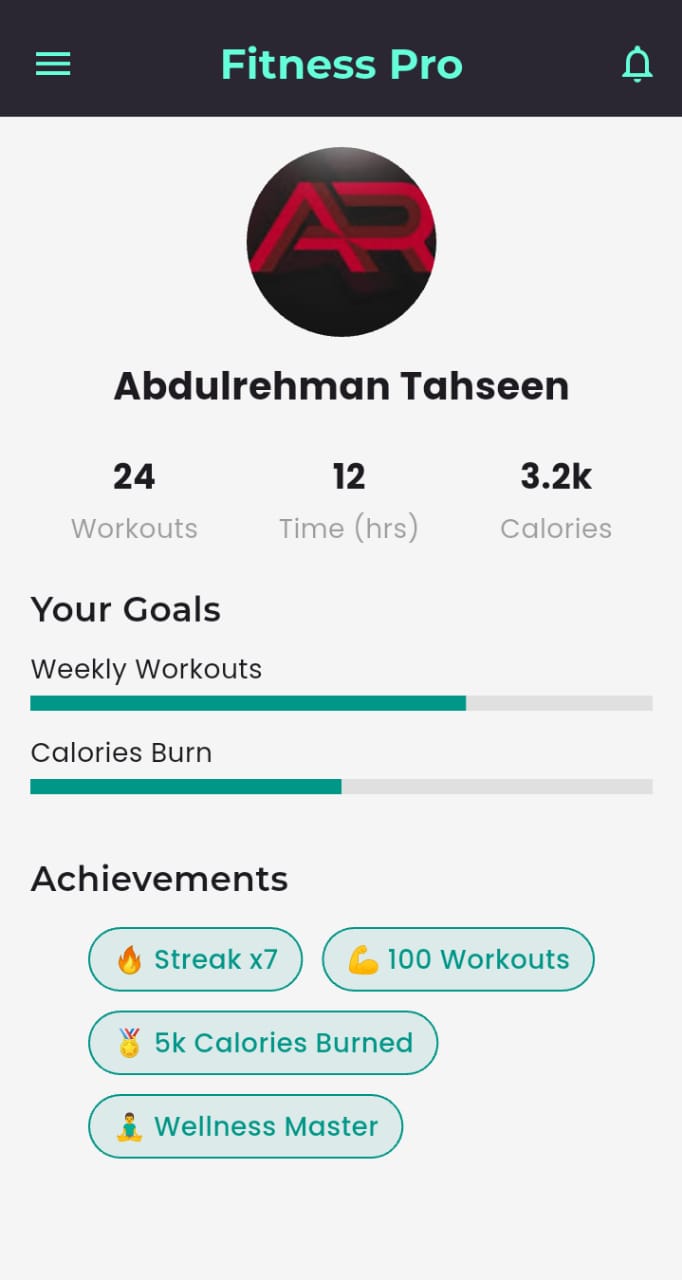 Fitness Pro
AR
Abdulrehman Tahseen
24 12 3.2k
Workouts Time (hrs) Calories
Your Goals
Weekly Workouts
Calories Burn
Achievements
🔥 Streak x7 💪 100 Workouts
🏅 5k Calories Burned
🧘‍♂️ Wellness Master